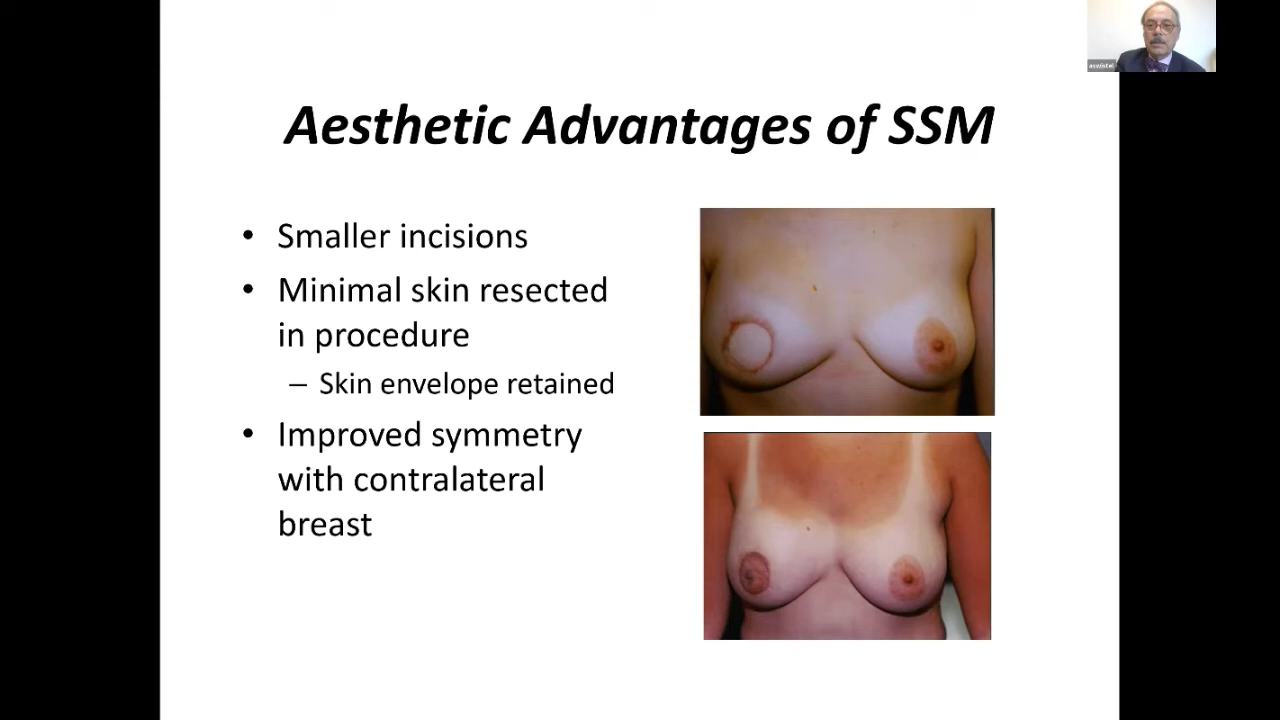 Aesthetic Advantages of SSM
• Smaller incisions
• Minimal skin resected
in procedure
– Skin envelope retained
• Improved symmetry
with contralateral
breast